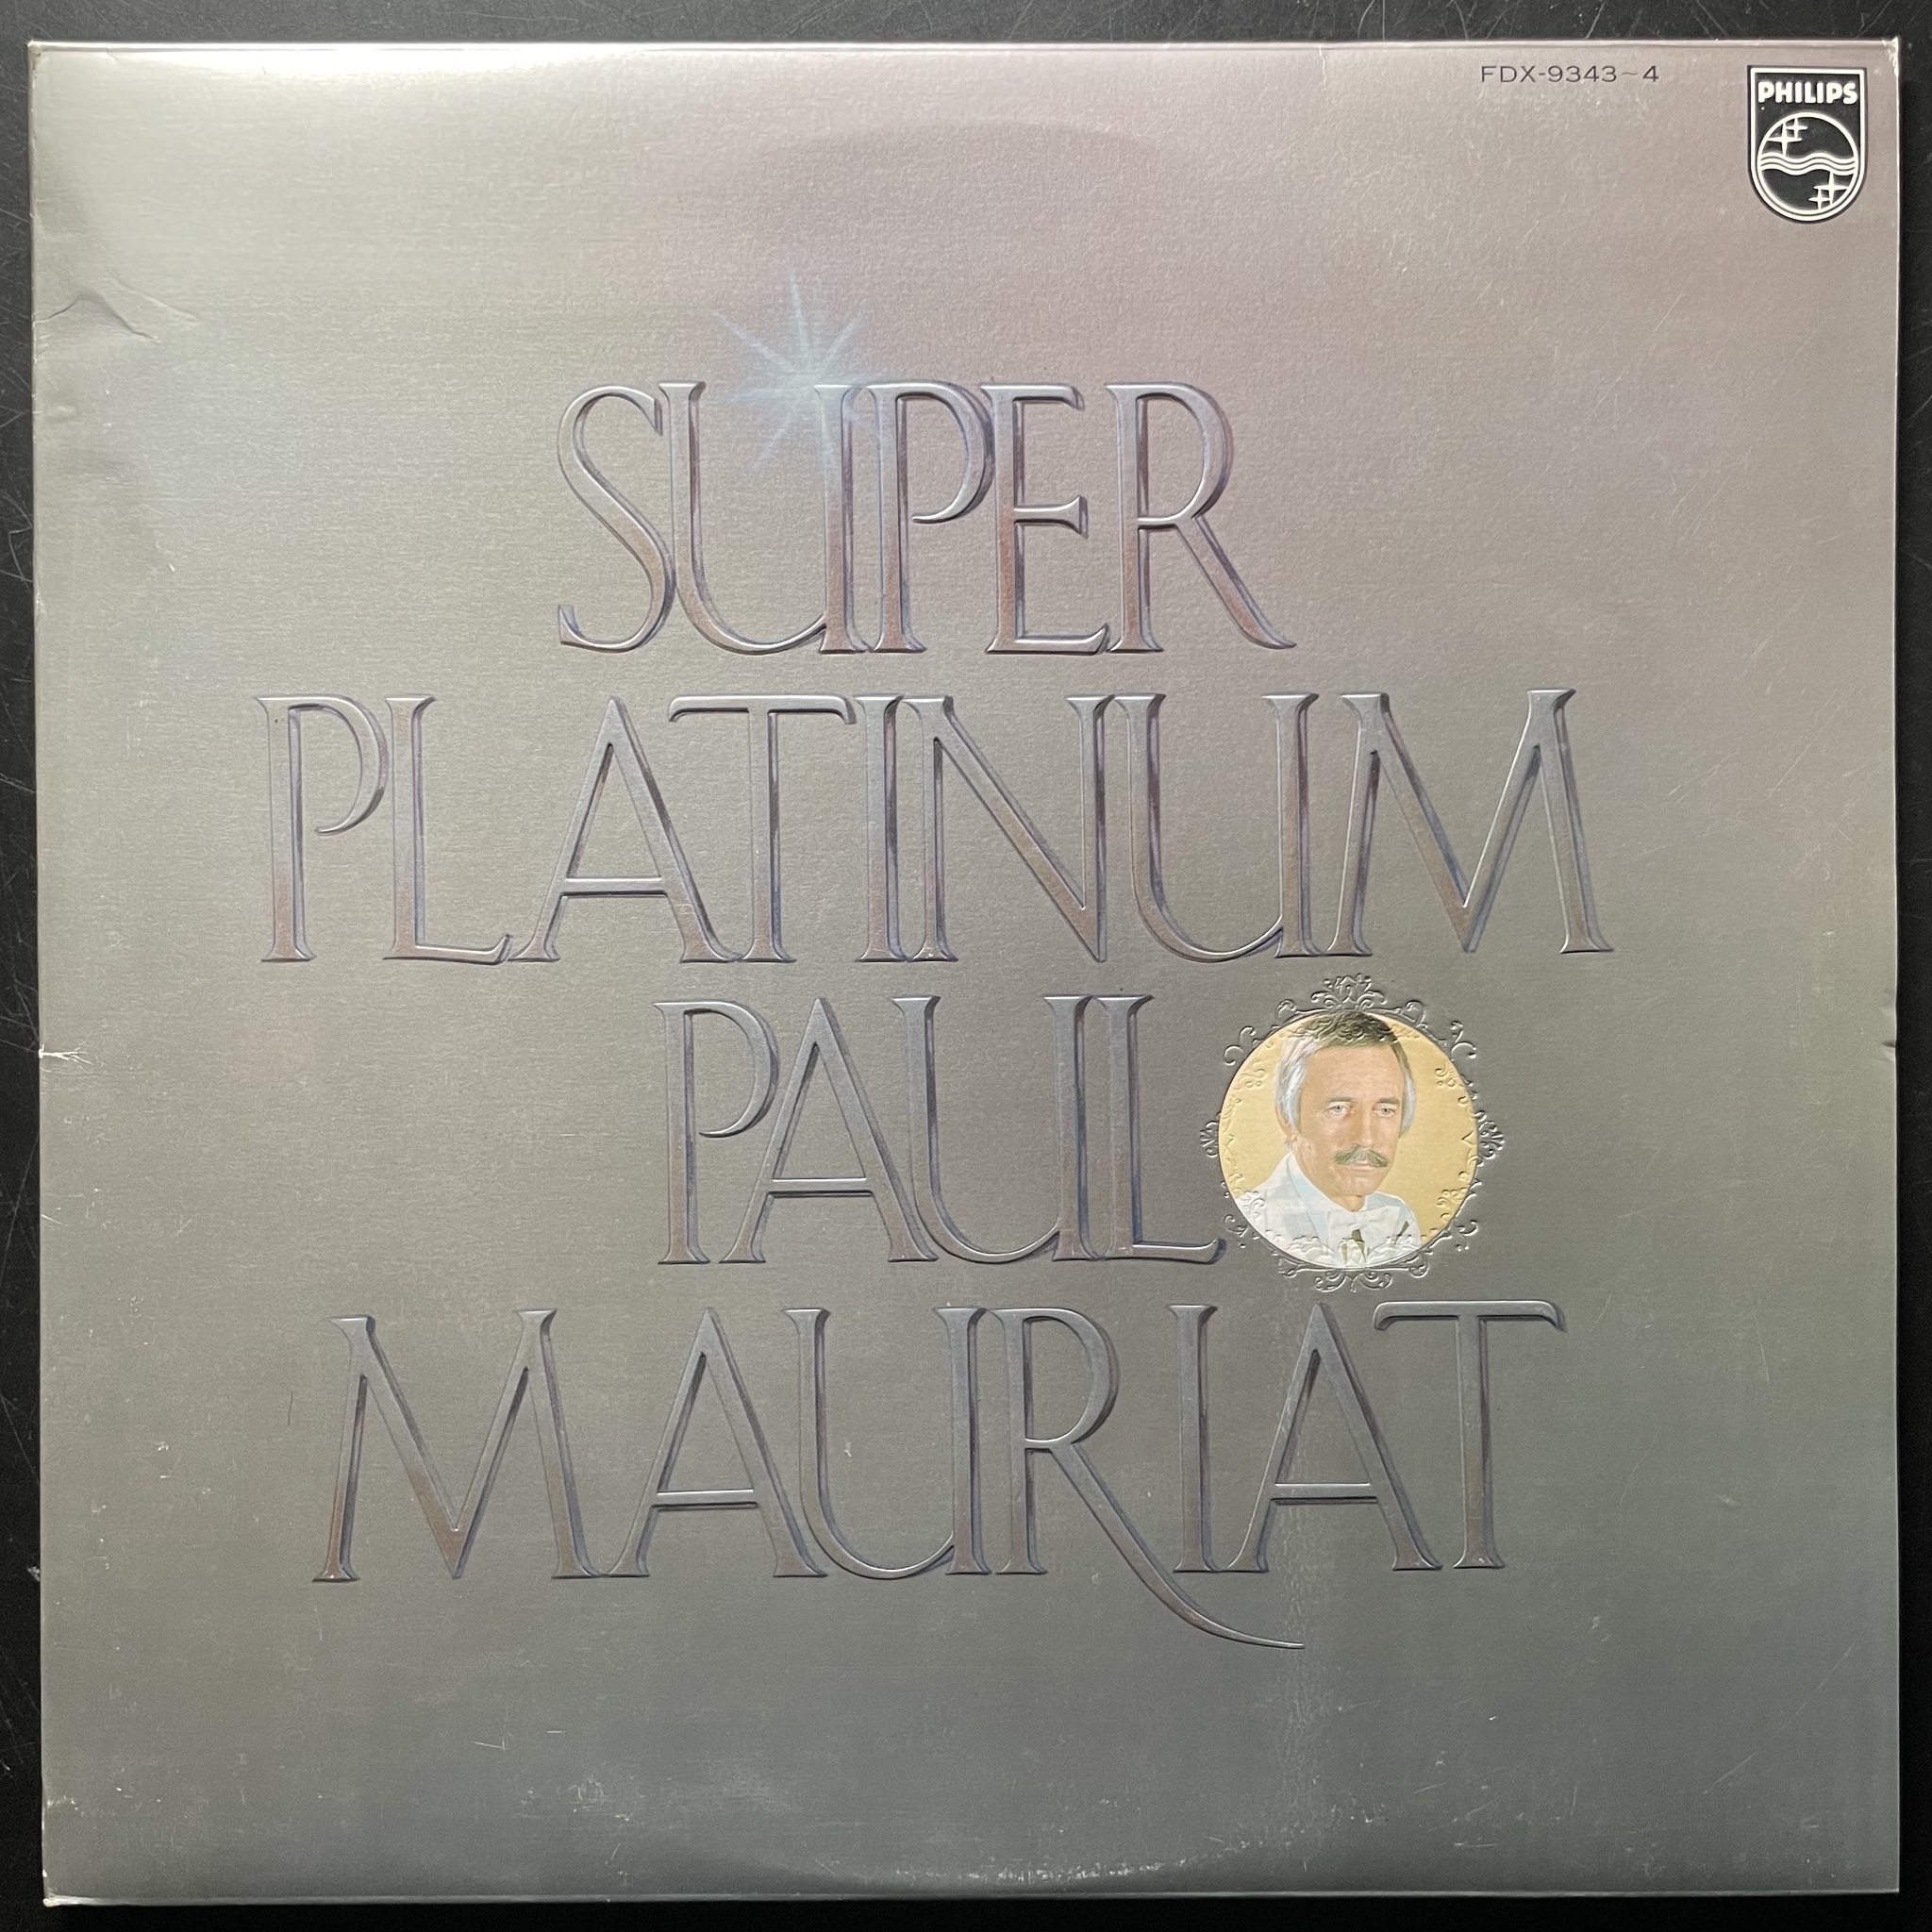 FDX-9343~4
PHILIPS
SUPER
PLATINUM
PAUL
MAURIAT